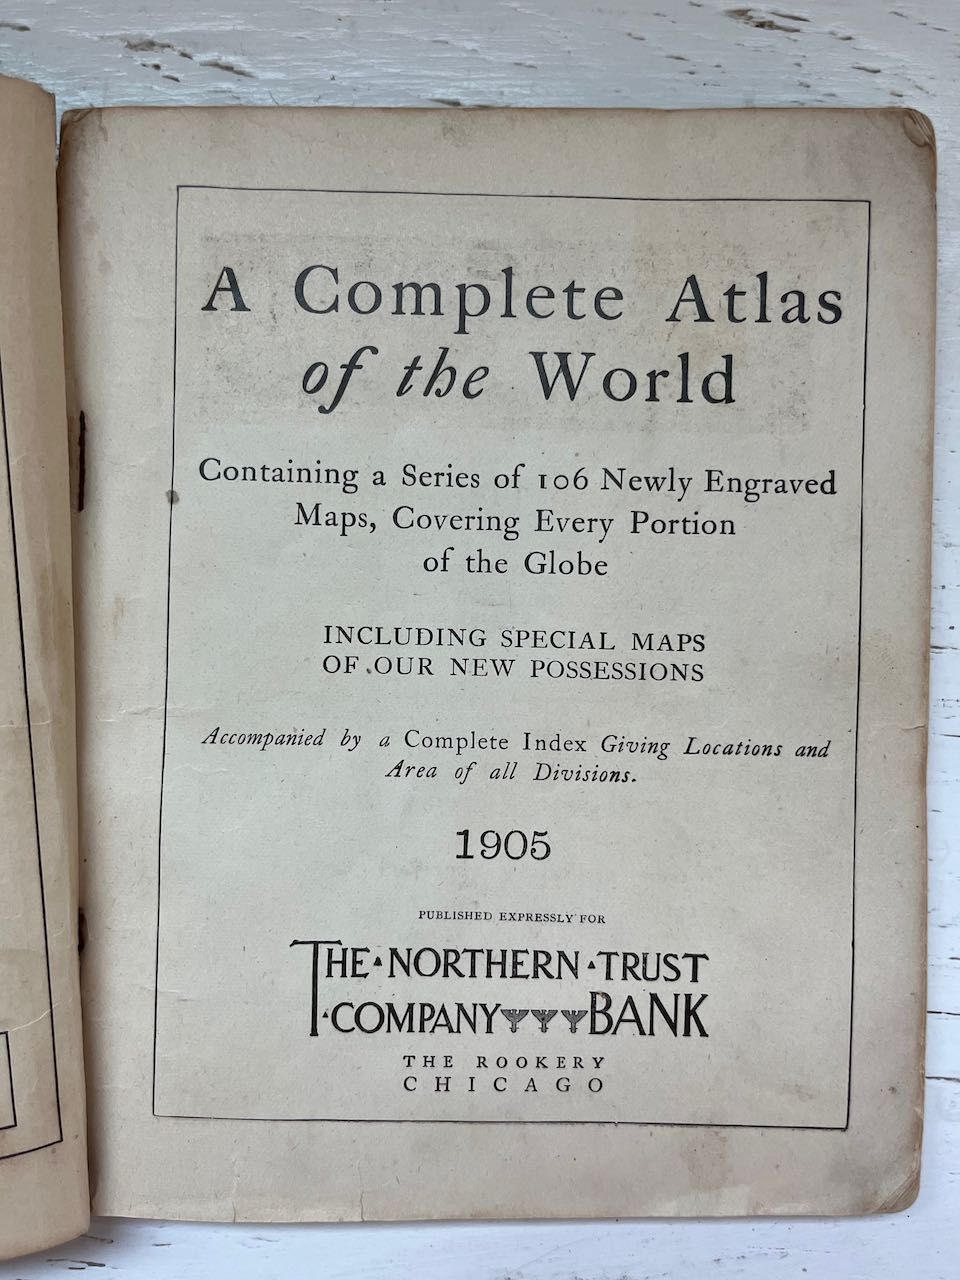 A Complete Atlas
of the World
Containing a Series of 106 Newly Engraved
Maps, Covering Every Portion
of the Globe
INCLUDING SPECIAL MAPS
OF OUR NEW POSSESSIONS
Accompanied by a Complete Index Giving Locations and
Area of all Divisions.
1905
PUBLISHED EXPRESSLY FOR
THE·NORTHERN·TRUST
·COMPANY BANK
THE ROOKERY
CHICAGO